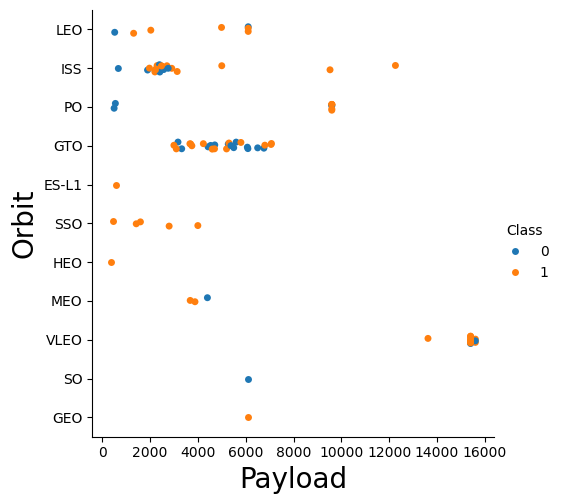 LEO
ISS
PO
GTO
ES-L1
SSO
HEO
MEO
VLEO
SO
GEO
Orbit
0 2000 4000 6000 8000 10000 12000 14000 16000
Payload
Class
0
1